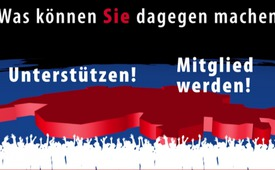 Was können Sie dagegen machen
Unterstützen!
Mitglied
werden!